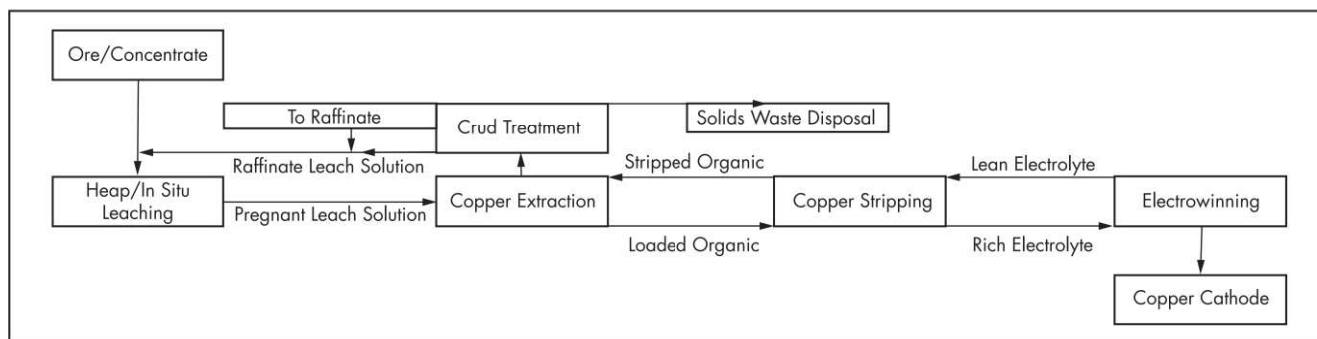 Ore/Concentrate
To Raffinate
Crud Treatment
Solids Waste Disposal
Raffinate Leach Solution
Stripped Organic
Lean Electrolyte
Heap/In Situ
Leaching
Pregnant Leach Solution
Copper Extraction
Loaded Organic
Copper Stripping
Rich Electrolyte
Electrowinning
Copper Cathode